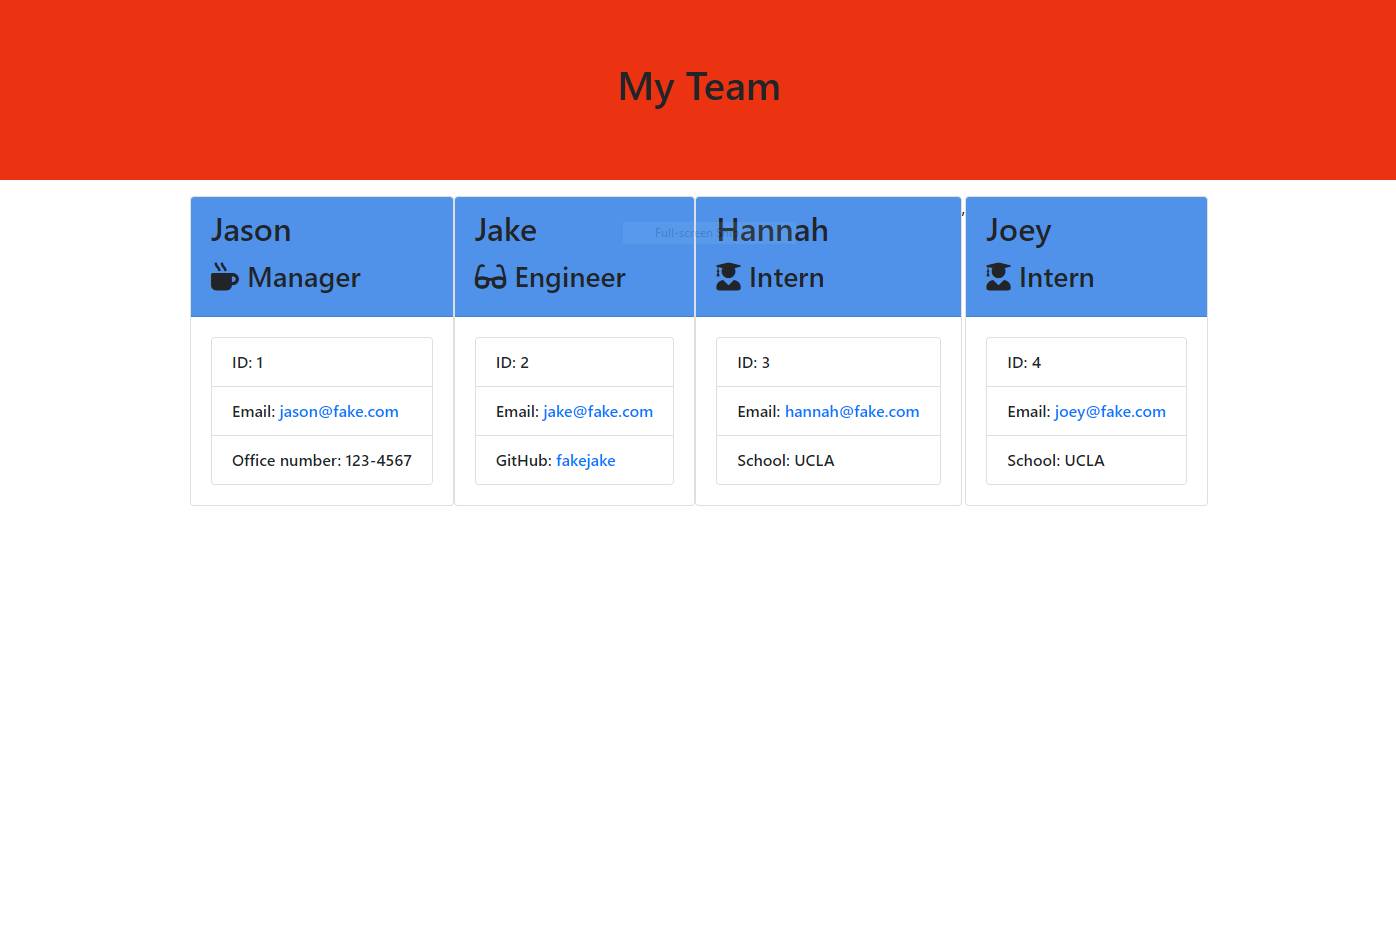 My Team
Jason
Manager
ID: 1
Email: jason@fake.com
Office number: 123-4567
Jake
Engineer
ID: 2
Email: jake@fake.com
GitHub: fakejake
Full-screen
Hannah
Intern
ID: 3
Email: hannah@fake.com
School: UCLA
,
Joey
Intern
ID: 4
Email: joey@fake.com
School: UCLA